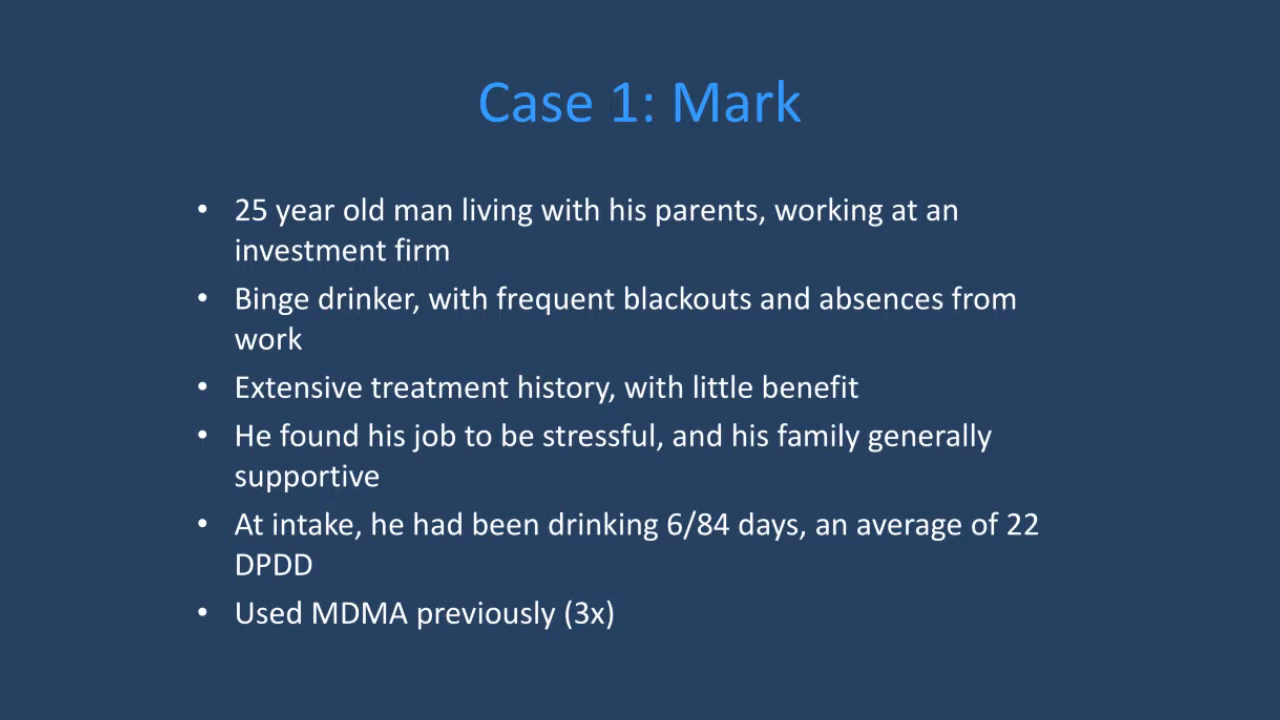 Case 1: Mark
• 25 year old man living with his parents, working at an
investment firm
• Binge drinker, with frequent blackouts and absences from
work
• Extensive treatment history, with little benefit
• He found his job to be stressful, and his family generally
supportive
• At intake, he had been drinking 6/84 days, an average of 22
DPDD
• Used MDMA previously (3x)